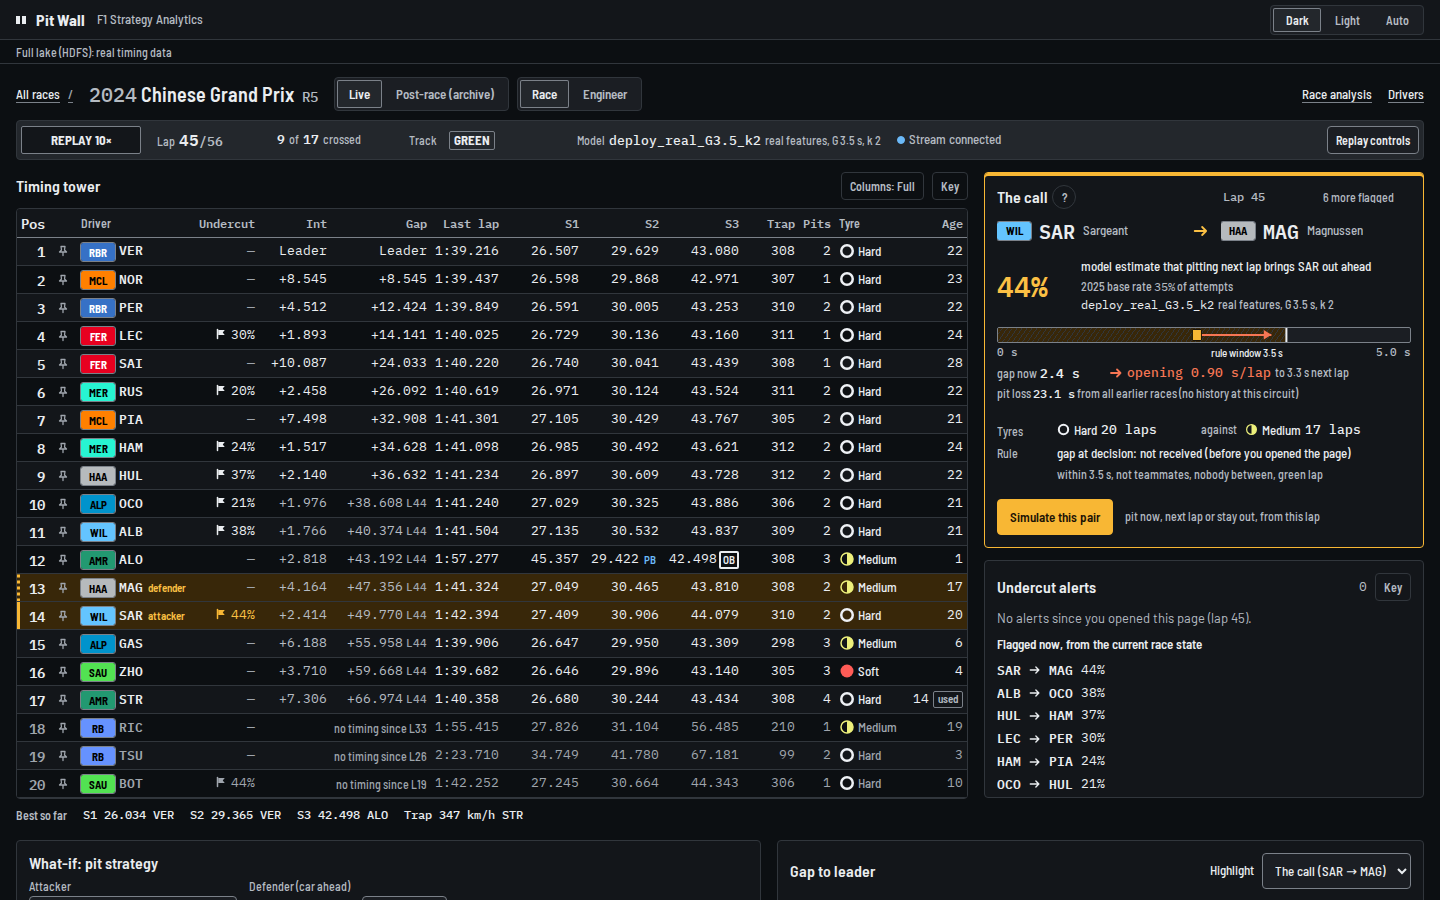 Pit Wall F1 Strategy Analytics Dark Light Auto
Full lake (HDFS): real timing data
All races / 2024 Chinese Grand Prix R5 Live Post-race (archive) Race Engineer Race analysis Drivers
REPLAY 10× Lap 45/56 9 of 17 crossed Track GREEN Model deploy_real_G3.5_k2 real features, G 3.5 s, k 2 Stream connected Replay controls
Timing tower Columns: Full Key
Pos Driver Undercut Int Gap Last lap S1 S2 S3 Trap Pits Tyre Age
1 RBR VER – Leader Leader 1:39.216 26.507 29.629 43.080 308 2 Hard 22
2 MCL NOR – +8.545 +8.545 1:39.437 26.598 29.868 42.971 307 1 Hard 23
3 RBR PER – +4.512 +12.424 1:39.849 26.591 30.005 43.253 310 2 Hard 22
4 FER LEC 30% +1.893 +14.141 1:40.025 26.729 30.136 43.160 311 1 Hard 24
5 FER SAI – +10.087 +24.033 1:40.220 26.740 30.041 43.439 308 1 Hard 28
6 MER RUS 20% +2.458 +26.092 1:40.619 26.971 30.124 43.524 311 2 Hard 22
7 MCL PIA – +7.498 +32.908 1:41.301 27.105 30.429 43.767 305 2 Hard 21
8 MER HAM 24% +1.517 +34.628 1:41.098 26.985 30.492 43.621 312 2 Hard 24
9 HAA HUL 37% +2.140 +36.632 1:41.234 26.897 30.609 43.728 312 2 Hard 22
10 ALP OCO 21% +1.976 +38.608 L44 1:41.240 27.029 30.325 43.886 306 2 Hard 21
11 WIL ALB 38% +1.766 +40.374 L44 1:41.504 27.135 30.532 43.837 309 2 Hard 21
12 AMR ALO – +2.818 +43.192 L44 1:57.277 45.357 29.422 PB 42.498 OB 308 3 Medium 1
13 HAA MAG defender – +4.164 +47.356 L44 1:41.324 27.049 30.465 43.810 308 2 Medium 17
14 WIL SAR attacker 44% +2.414 +49.770 L44 1:42.324 27.409 30.906 44.079 310 2 Hard 20
15 ALP GAS – +6.188 +55.958 L44 1:39.906 26.647 29.950 43.309 298 3 Medium 6
16 SAU ZHO – +3.710 +59.668 L44 1:39.682 26.646 29.896 43.140 305 3 Soft 4
17 AMR STR – +7.306 +66.974 L44 1:40.358 26.680 30.244 43.434 308 4 Hard 14 used
18 RB RIC – no timing since L33 1:55.415 27.826 31.104 56.485 210 1 Medium 19
19 RB TSU – no timing since L26 2:23.710 34.749 41.780 67.181 99 2 Hard 3
20 SAU BOT 44% no timing since L19 1:42.252 27.245 30.664 44.343 306 1 Hard 10
Best so far S1 26.034 VER S2 29.365 VER S3 42.498 ALO Trap 347 km/h STR
The call ? Lap 45 6 more flagged
WIL SAR Sargeant → HAA MAG Magnussen
44% model estimate that pitting next lap brings SAR out ahead
2025 base rate 35% of attempts
deploy_real_G3.5_k2 real features, G 3.5 s, k 2
0 s rule window 3.5 s 5.0 s
gap now 2.4 s → opening 0.90 s/lap to 3.3 s next lap
pit loss 23.1 s from all earlier races (no history at this circuit)
Tyres Hard 20 laps against Medium 17 laps
Rule gap at decision: not received (before you opened the page)
within 3.5 s, not teammates, nobody between, green lap
Simulate this pair pit now, next lap or stay out, from this lap
Undercut alerts 0 Key
No alerts since you opened this page (lap 45).
Flagged now, from the current race state
SAR → MAG 44%
ALB → OCO 38%
HUL → HAM 37%
LEC → PER 30%
HAM → PIA 24%
OCO → HUL 21%
What-if: pit strategy
Attacker Defender (car ahead)
Gap to leader Highlight The call (SAR → MAG)